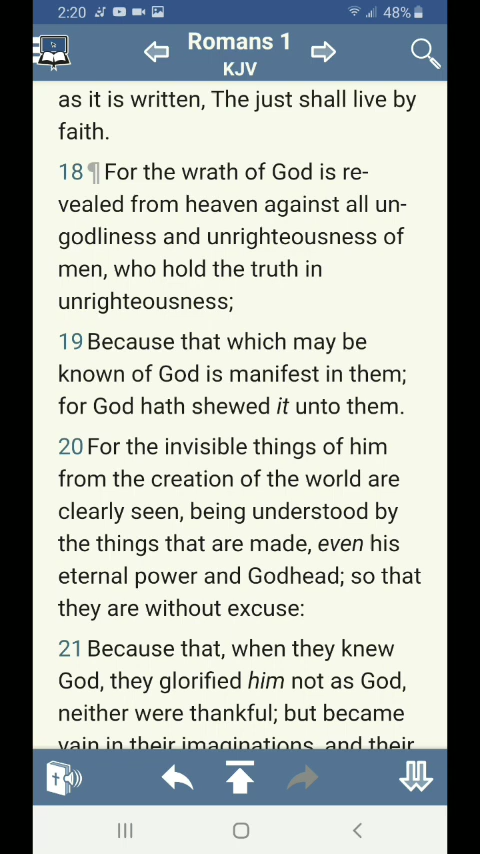 2:20 48%
Romans 1
KJV
as it is written, The just shall live by
faith.
18 ¶ For the wrath of God is re-
vealed from heaven against all un-
godliness and unrighteousness of
men, who hold the truth in
unrighteousness;
19 Because that which may be
known of God is manifest in them;
for God hath shewed it unto them.
20 For the invisible things of him
from the creation of the world are
clearly seen, being understood by
the things that are made, even his
eternal power and Godhead; so that
they are without excuse:
21 Because that, when they knew
God, they glorified him not as God,
neither were thankful; but became
vain in their imaginations, and their